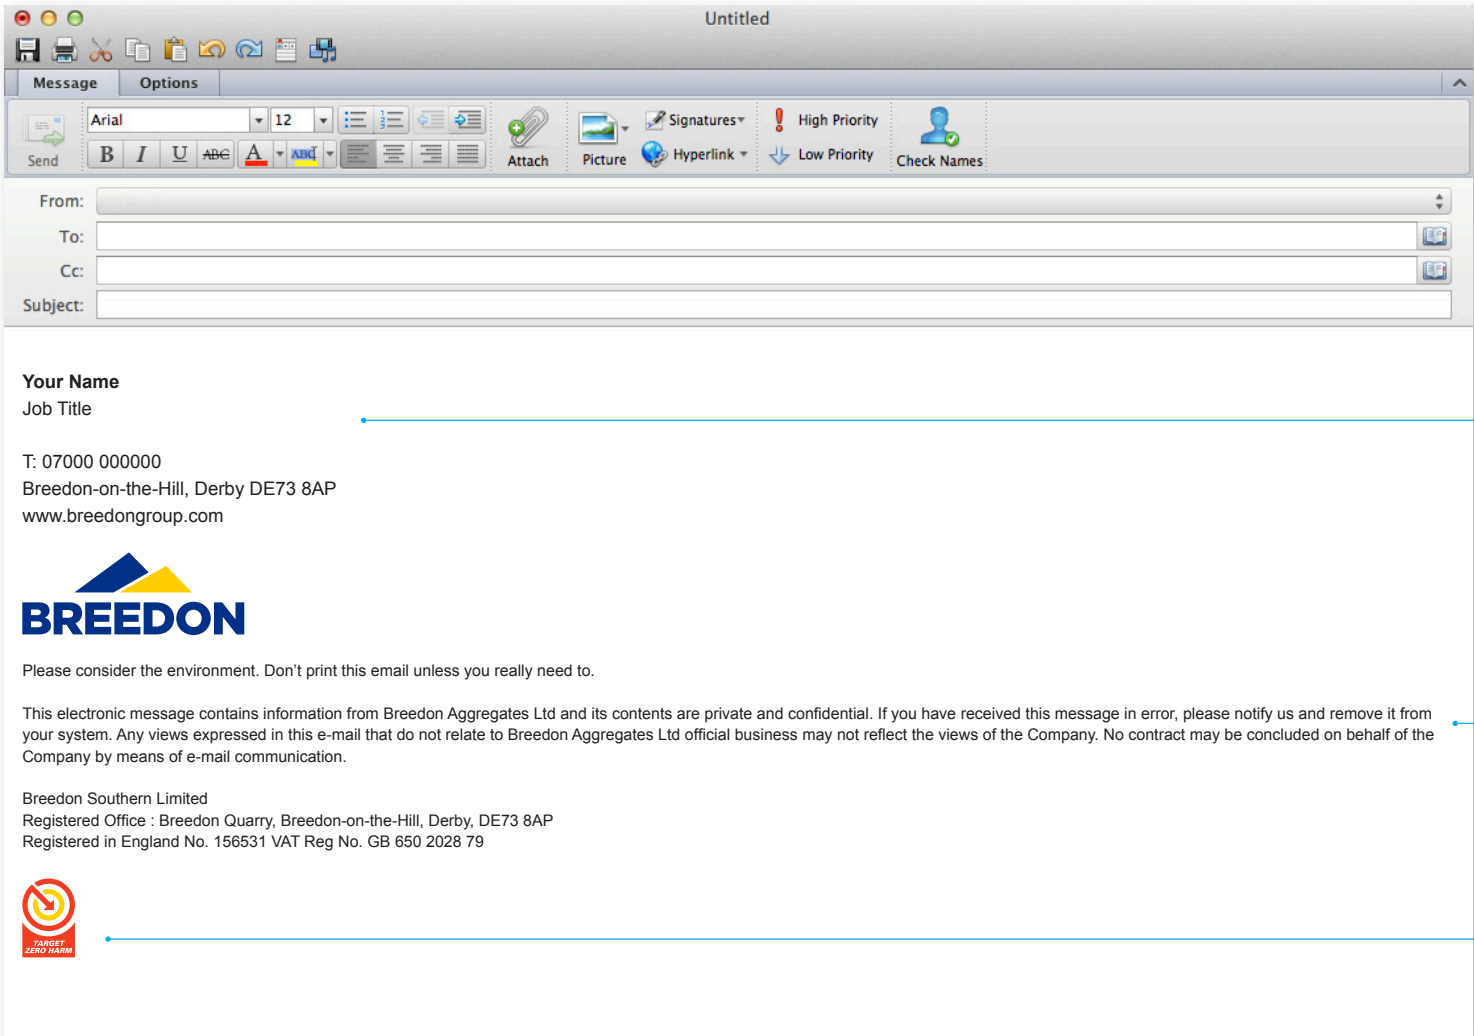 Untitled
Message Options
Arial 12 Signatures High Priority
B I U ABC A ABC Hyperlink Low Priority
Send Attach Picture Check Names
From:
To:
Cc:
Subject:
Your Name
Job Title
T: 07000 000000
Breedon-on-the-Hill, Derby DE73 8AP
www.breedongroup.com
BREEDON
Please consider the environment. Don’t print this email unless you really need to.
This electronic message contains information from Breedon Aggregates Ltd and its contents are private and confidential. If you have received this message in error, please notify us and remove it from
your system. Any views expressed in this e-mail that do not relate to Breedon Aggregates Ltd official business may not reflect the views of the Company. No contract may be concluded on behalf of the
Company by means of e-mail communication.
Breedon Southern Limited
Registered Office : Breedon Quarry, Breedon-on-the-Hill, Derby, DE73 8AP
Registered in England No. 156531 VAT Reg No. GB 650 2028 79
TARGET
ZERO HARM